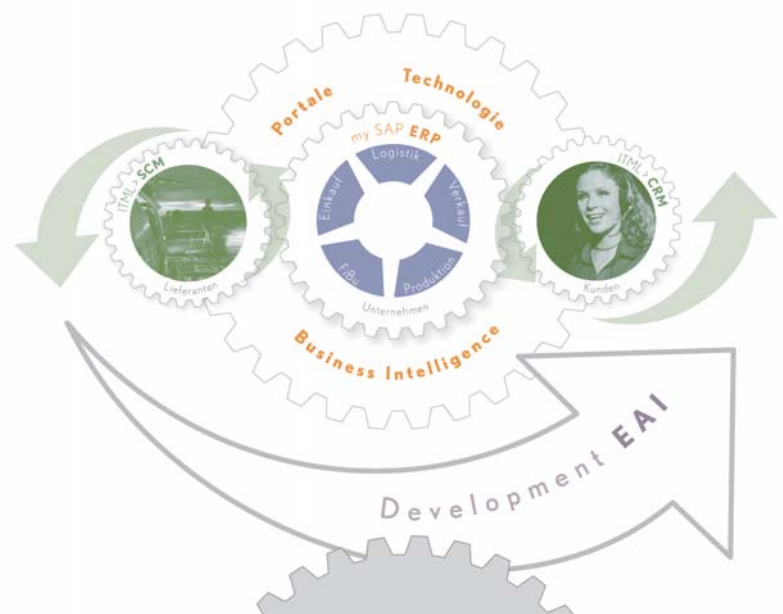 Portale
Technologie
my SAP ERP
ITML > SCM
Lieferanten
Logistik
Einkauf
Verkauf
FiBu
Produktion
Unternehmen
ITML > CRM
Kunden
Business Intelligence
Development EAI